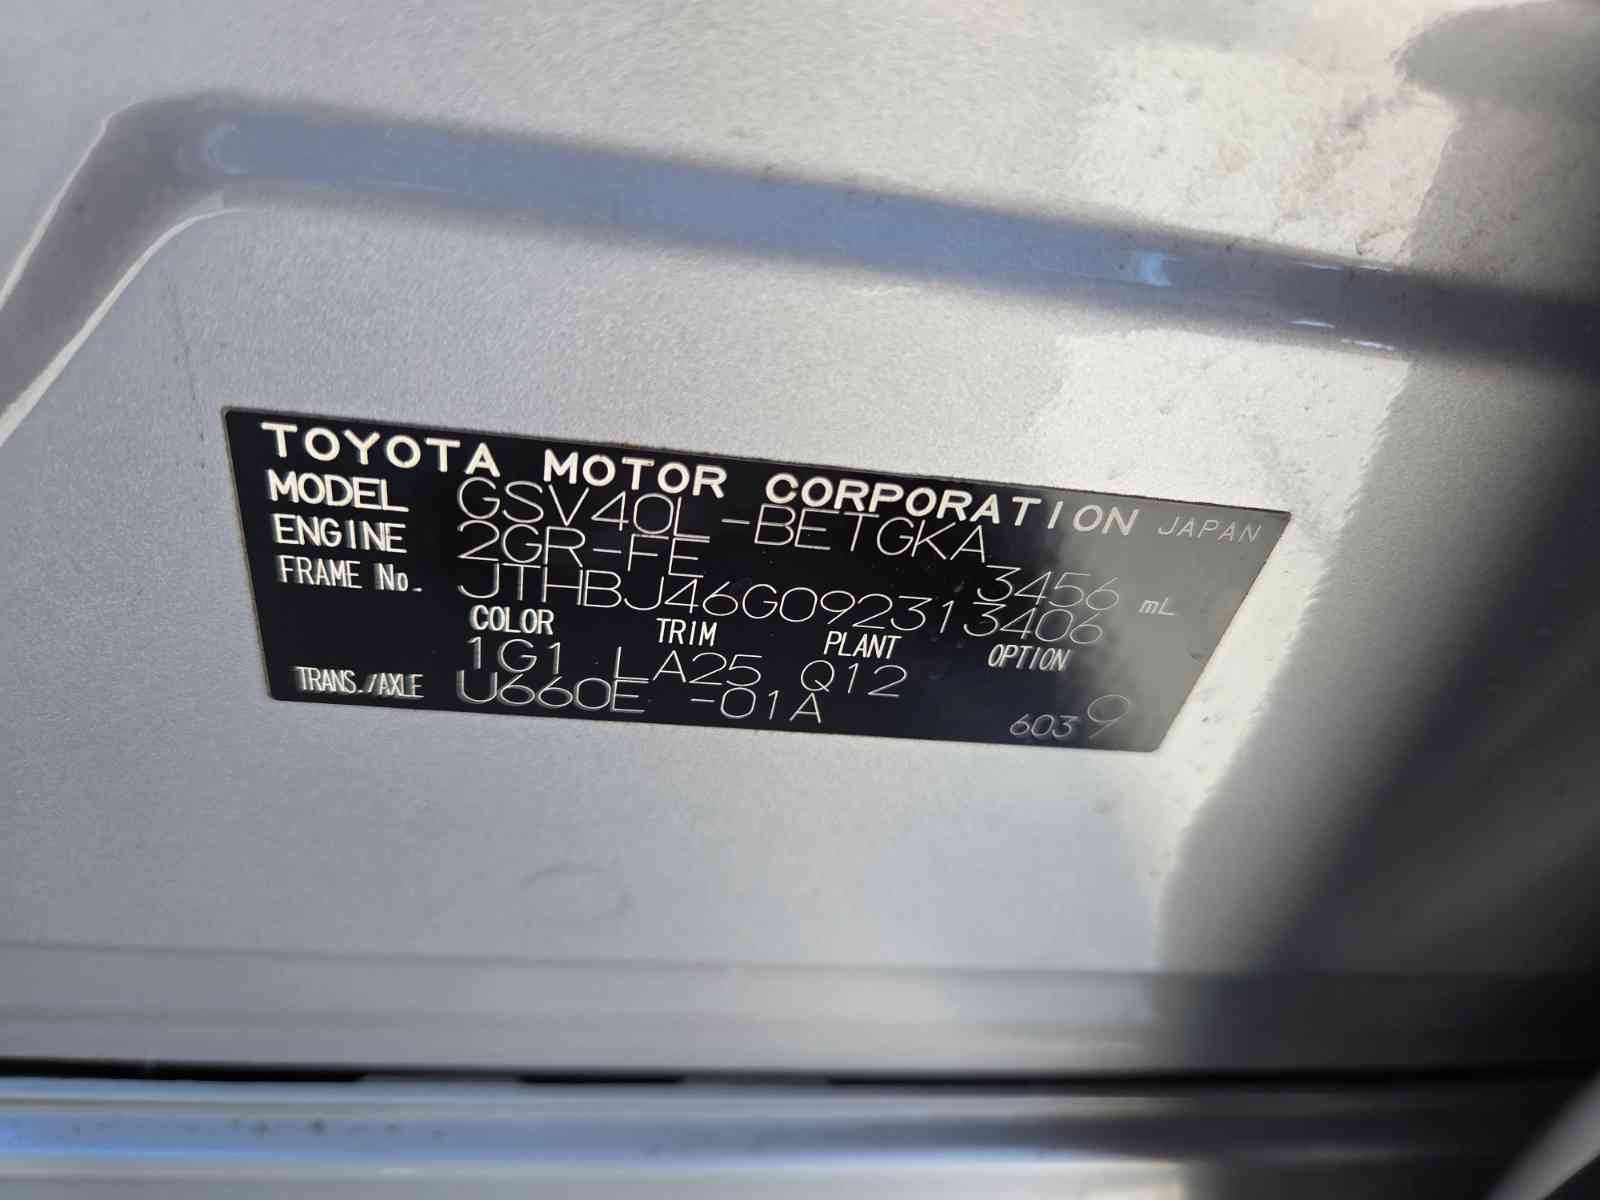 TOYOTA MOTOR CORPORATION JAPAN
MODEL GSV40L-BETGKA
ENGINE 2GR-FE 3456 mL
FRAME No. JTHBJ46G092313406
COLOR TRIM PLANT OPTION
1G1 LA25 Q12
TRANS./AXLE U660E -01A 6039